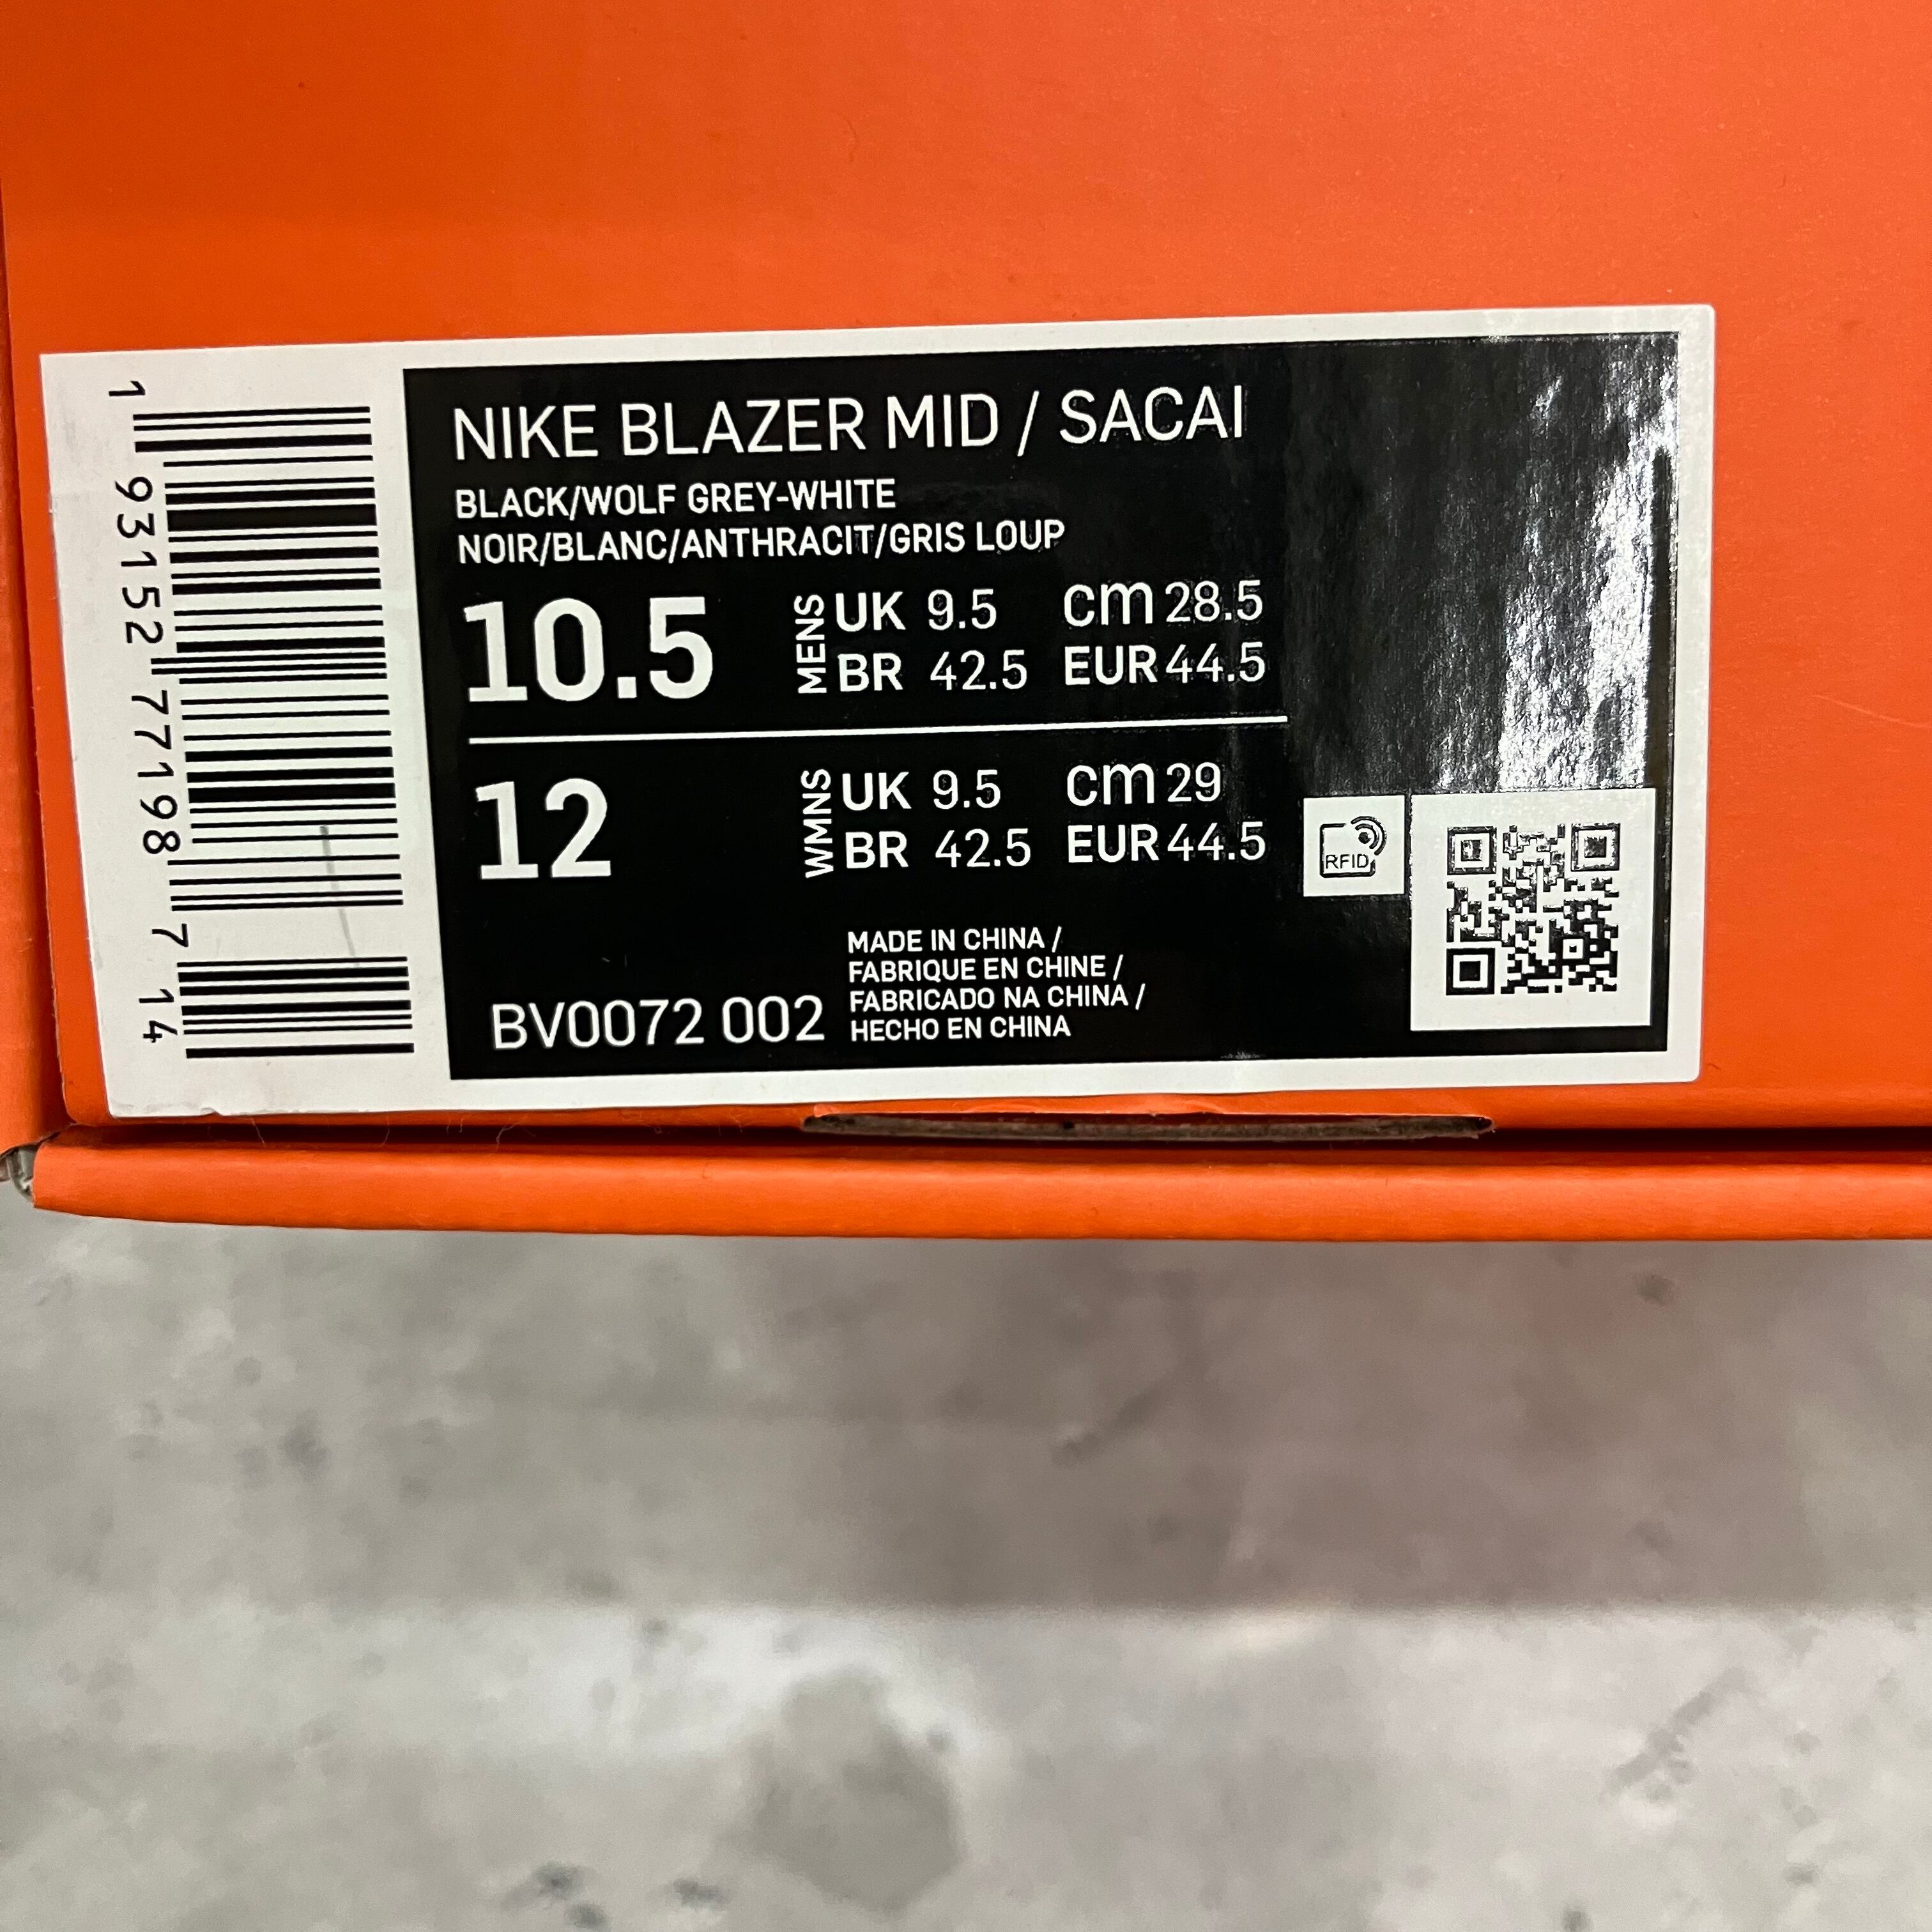 NIKE BLAZER MID / SACAI
BLACK/WOLF GREY-WHITE
NOIR/BLANC/ANTHRACIT/GRIS LOUP
10.5 MENS UK 9.5 cm 28.5
BR 42.5 EUR 44.5
12 WMNS UK 9.5 cm 29
BR 42.5 EUR 44.5
RFID
MADE IN CHINA /
FABRIQUE EN CHINE /
FABRICADO NA CHINA /
HECHO EN CHINA
BV0072 002
1 93152 77198 7 14